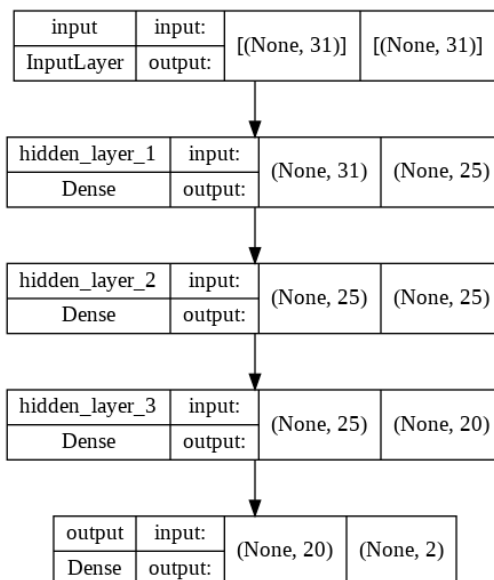 input input: [(None, 31)] [(None, 31)]
InputLayer output:
hidden_layer_1 input: (None, 31) (None, 25)
Dense output:
hidden_layer_2 input: (None, 25) (None, 25)
Dense output:
hidden_layer_3 input: (None, 25) (None, 20)
Dense output:
output input: (None, 20) (None, 2)
Dense output: